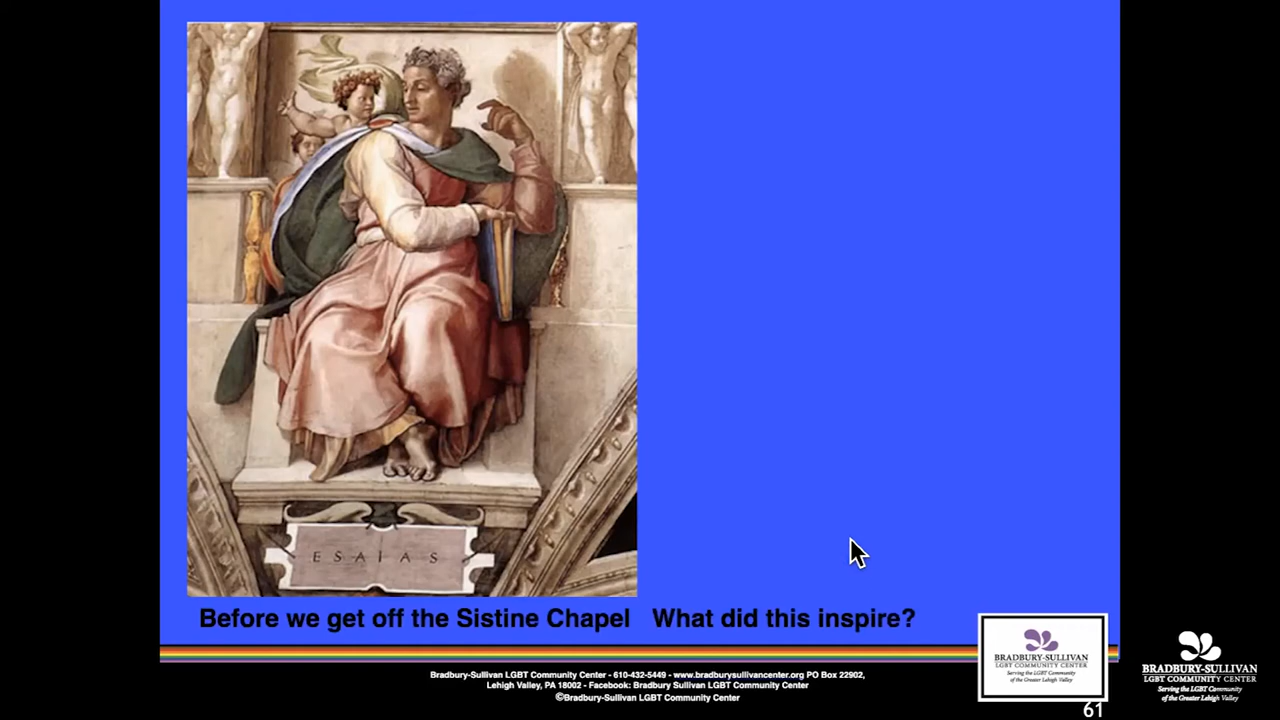 ESAIAS
Before we get off the Sistine Chapel What did this inspire?
BRADBURY-SULLIVAN
LGBT COMMUNITY CENTER
Serving the LGBT Community
of the Greater Lehigh Valley
Bradbury-Sullivan LGBT Community Center - 610-432-5449 - www.bradburysullivancenter.org PO Box 22902,
Lehigh Valley, PA 18002 - Facebook: Bradbury Sullivan LGBT Community Center
©Bradbury-Sullivan LGBT Community Center
61
BRADBURY-SULLIVAN
LGBT COMMUNITY CENTER
Serving the LGBT Community
of the Greater Lehigh Valley